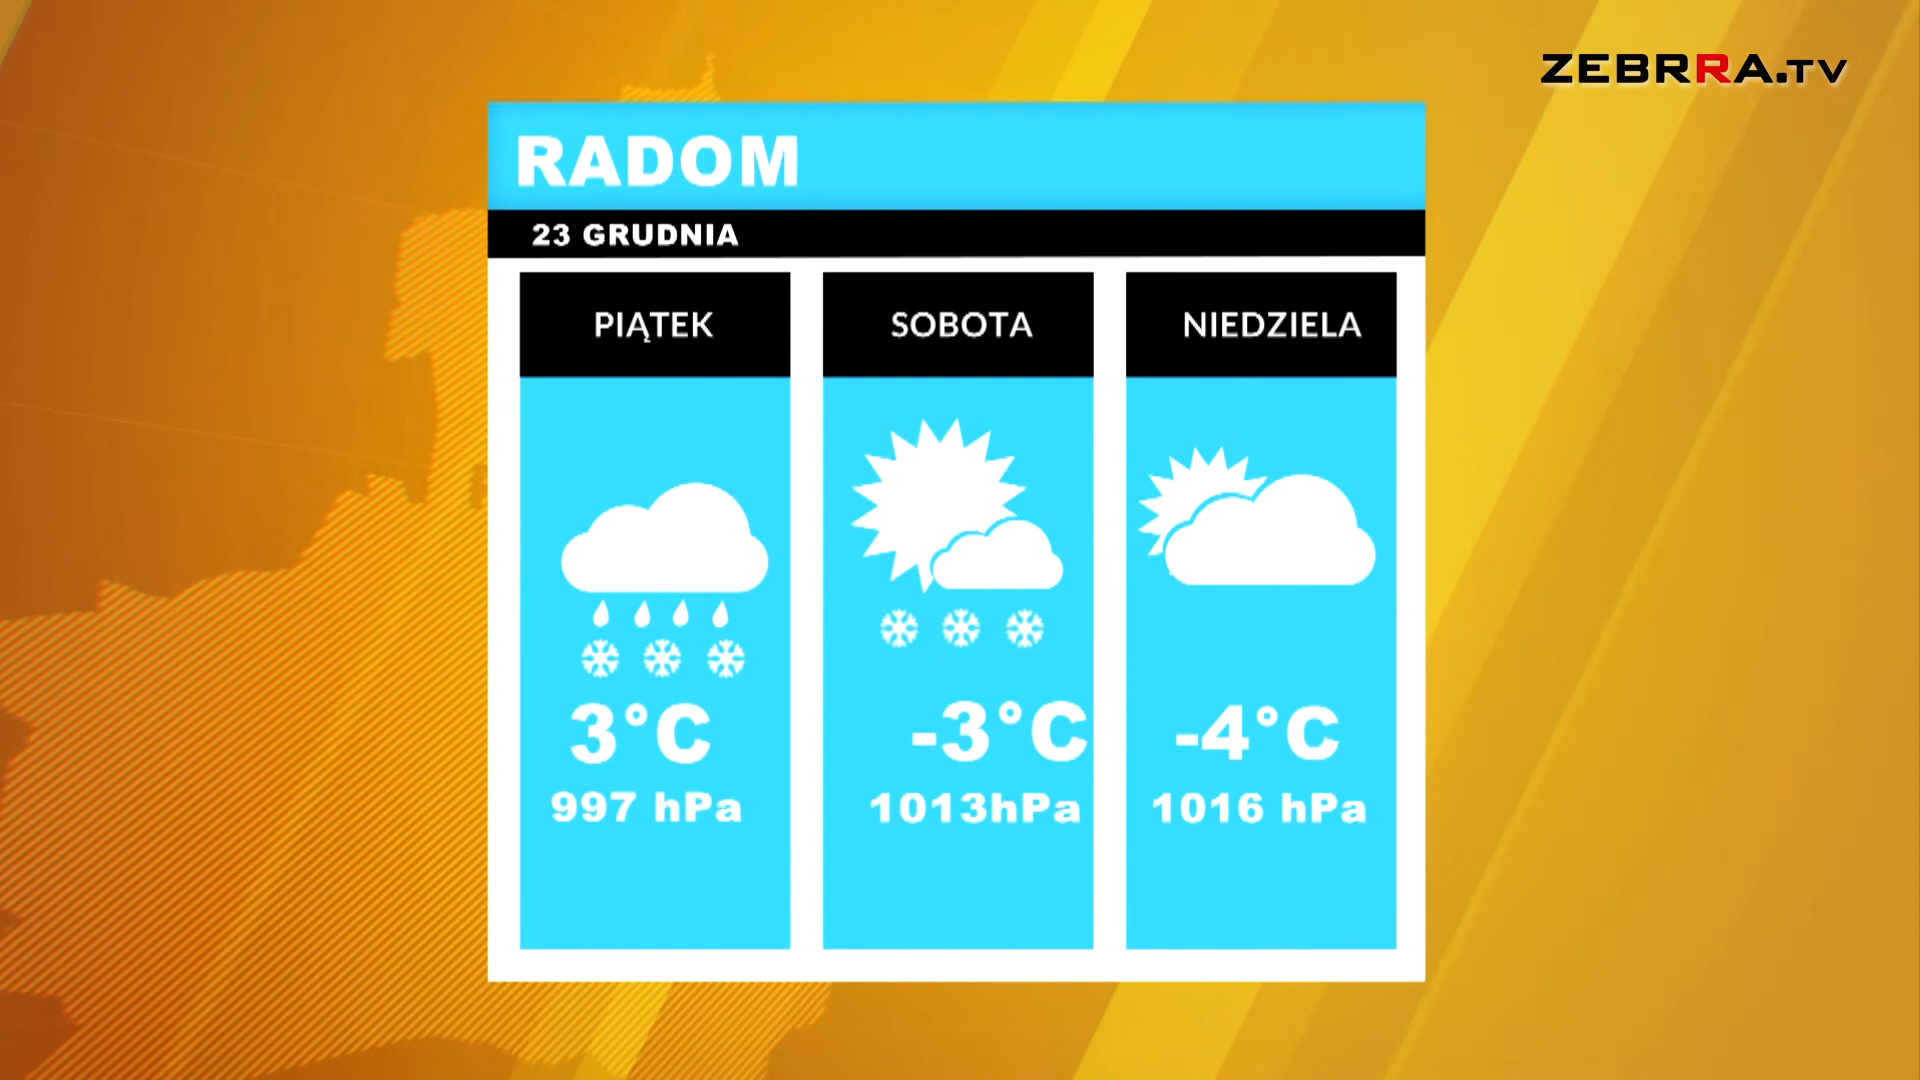 ZEBRRA.TV
RADOM
23 GRUDNIA
PIĄTEK
SOBOTA
NIEDZIELA
3°C
-3°C
-4°C
997 hPa
1013hPa
1016 hPa